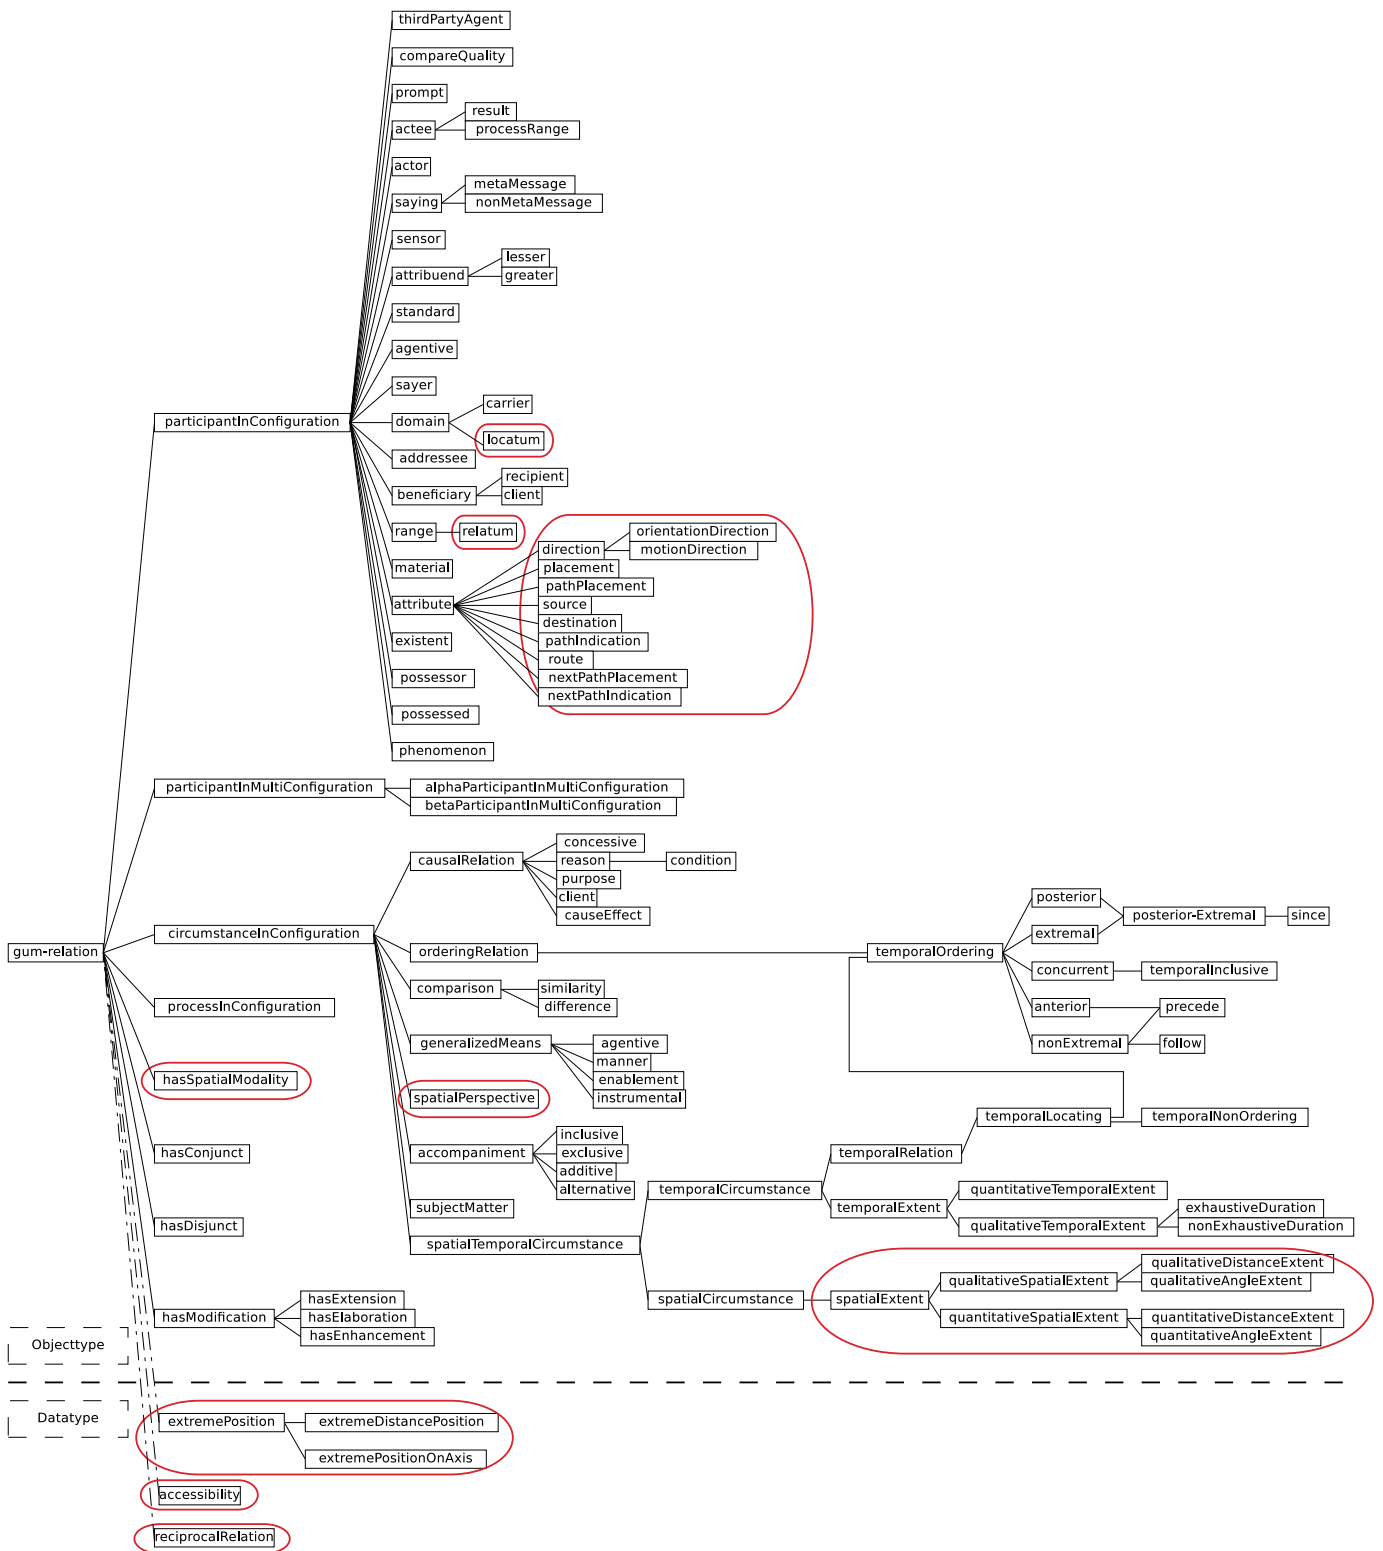 thirdPartyAgent
compareQuality
prompt
result
actee
processRange
actor
metaMessage
saying
nonMetaMessage
sensor
lesser
attribuend
greater
standard
agentive
sayer
carrier
participantInConfiguration
domain
locatum
addressee
recipient
beneficiary
client
range
relatum
orientationDirection
direction
motionDirection
material
placement
pathPlacement
attribute
source
destination
existent
pathIndication
route
possessor
nextPathPlacement
nextPathIndication
possessed
phenomenon
participantInMultiConfiguration
alphaParticipantInMultiConfiguration
betaParticipantInMultiConfiguration
concessive
causalRelation
reason
condition
purpose
client
causeEffect
posterior
posterior-Extremal
since
extremal
circumstanceInConfiguration
gum-relation
orderingRelation
temporalOrdering
concurrent
temporalInclusive
comparison
similarity
difference
processInConfiguration
anterior
precede
generalizedMeans
agentive
nonExtremal
follow
manner
hasSpatialModality
enablement
spatialPerspective
instrumental
temporalLocating
temporalNonOrdering
inclusive
hasConjunct
accompaniment
exclusive
temporalRelation
additive
alternative
temporalCircumstance
quantitativeTemporalExtent
subjectMatter
temporalExtent
exhaustiveDuration
hasDisjunct
qualitativeTemporalExtent
nonExhaustiveDuration
spatialTemporalCircumstance
qualitativeDistanceExtent
qualitativeSpatialExtent
qualitativeAngleExtent
hasExtension
spatialCircumstance
spatialExtent
hasModification
hasElaboration
quantitativeSpatialExtent
quantitativeDistanceExtent
hasEnhancement
quantitativeAngleExtent
Objecttype
Datatype
extremePosition
extremeDistancePosition
extremePositionOnAxis
accessibility
reciprocalRelation